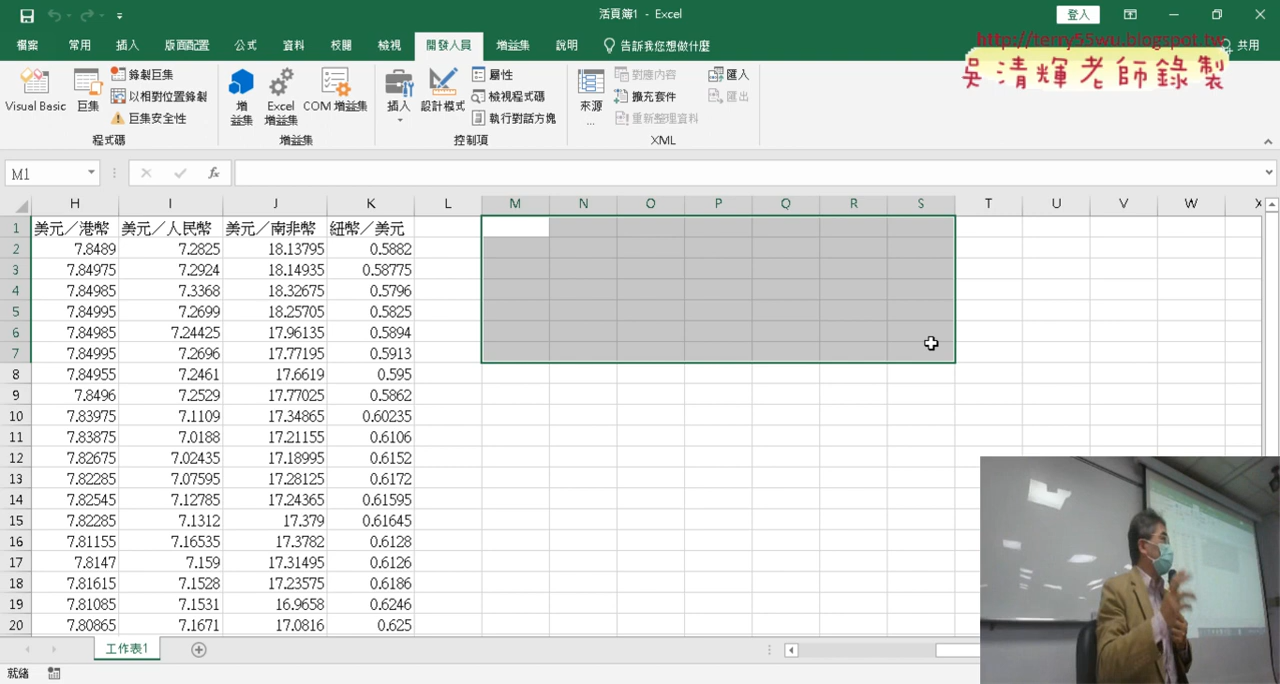 活頁簿1 - Excel
登入
檔案 常用 插入 版面配置 公式 資料 校閱 檢視 開發人員 增益集 說明 告訴我您想做什麼 共用
http://terry55wu.blogspot.tw
吳清輝老師錄製
Visual Basic 巨集 錄製巨集 以相對位置錄製 巨集安全性
增益集 Excel 增益集 COM 增益集
插入 設計模式 屬性 檢視程式碼 執行對話方塊
來源... 對應內容 擴充套件 重新整理資料 匯入 匯出
程式碼 增益集 控制項 XML
M1 fx
H I J K L M N O P Q R S T U V W X
1 美元／港幣 美元／人民幣 美元／南非幣 紐幣／美元
2 7.8489 7.2825 18.13795 0.5882
3 7.84975 7.2924 18.14935 0.58775
4 7.84985 7.3368 18.32675 0.5796
5 7.84995 7.2699 18.25705 0.5825
6 7.84985 7.24425 17.96135 0.5894
7 7.84995 7.2696 17.77195 0.5913
8 7.84955 7.2461 17.6619 0.595
9 7.8496 7.2529 17.77025 0.5862
10 7.83975 7.1109 17.34865 0.60235
11 7.83875 7.0188 17.21155 0.6106
12 7.82675 7.02435 17.18995 0.6152
13 7.82285 7.07595 17.28125 0.6172
14 7.82545 7.12785 17.24365 0.61595
15 7.82285 7.1312 17.379 0.61645
16 7.81155 7.16535 17.3782 0.6128
17 7.8147 7.159 17.31495 0.6126
18 7.81615 7.1528 17.23575 0.6186
19 7.81085 7.1531 16.9658 0.6246
20 7.80865 7.1671 17.0816 0.625
工作表1
就緒